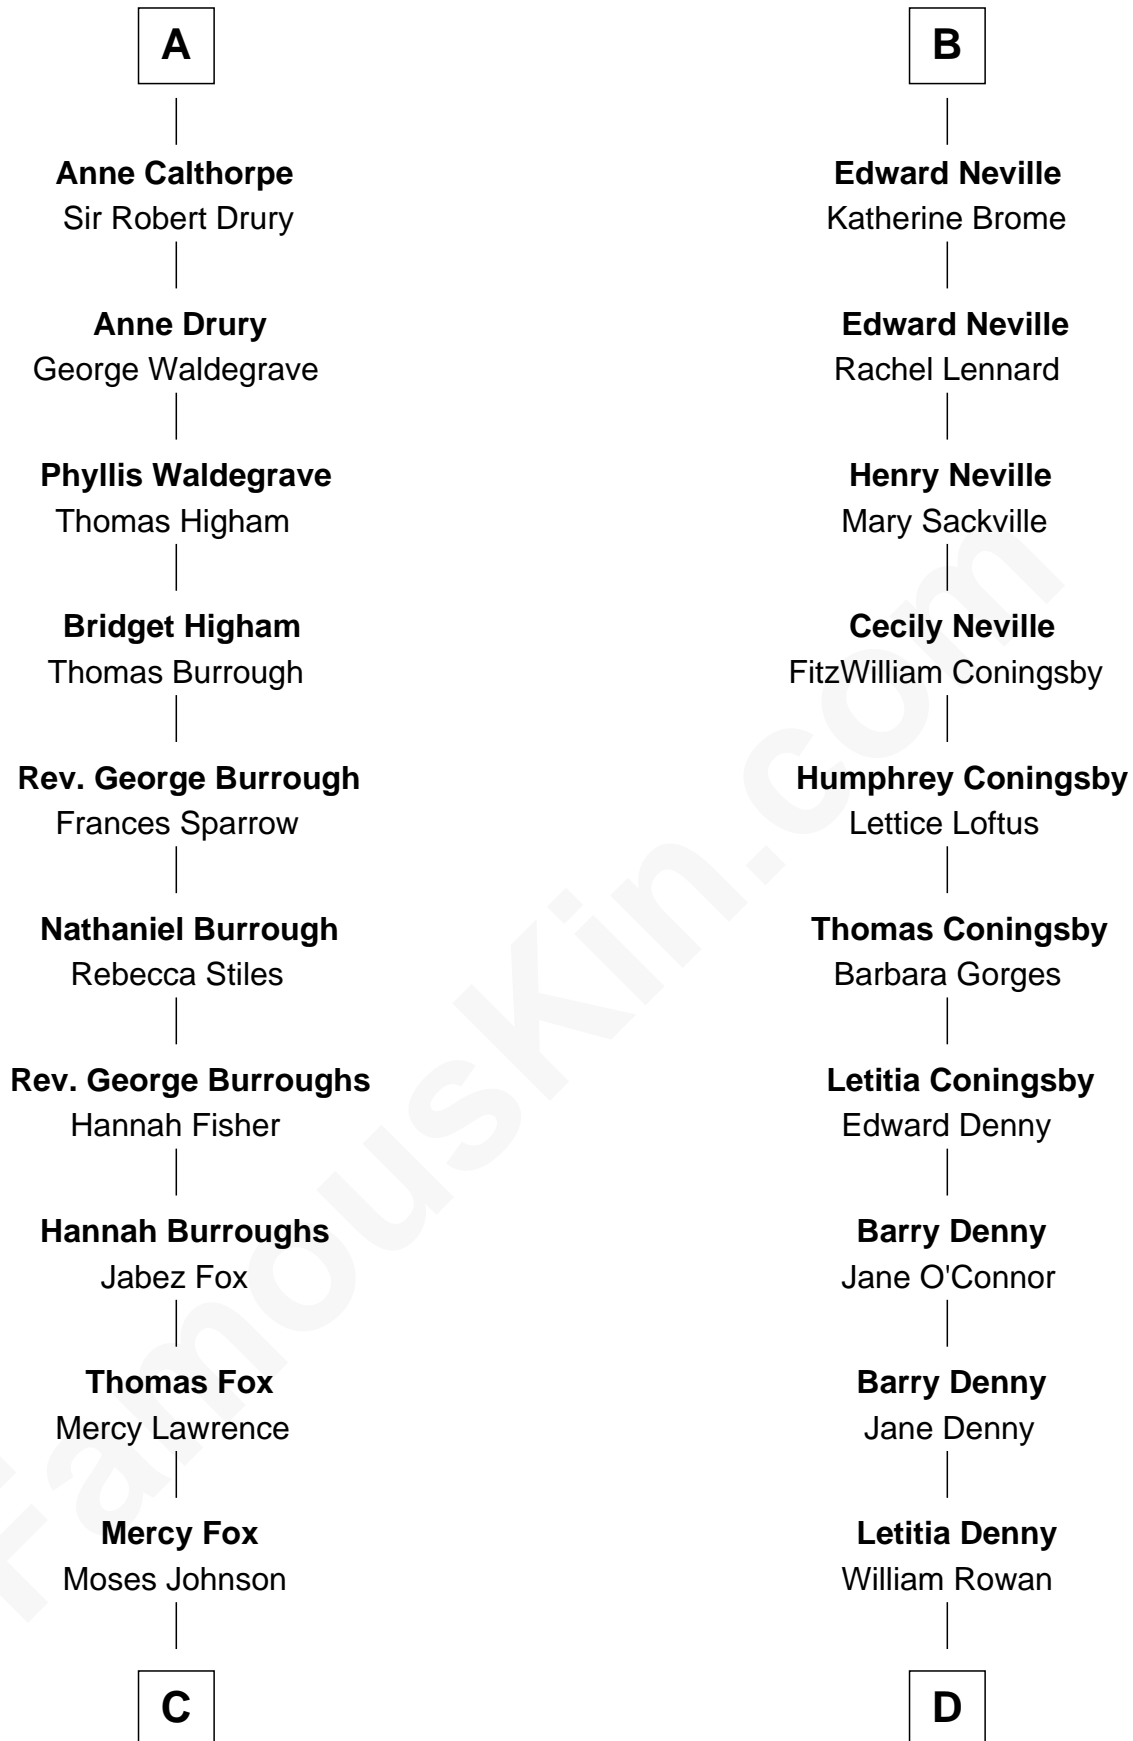 A
Anne Calthorpe
Sir Robert Drury
Anne Drury
George Waldegrave
Phyllis Waldegrave
Thomas Higham
Bridget Higham
Thomas Burrough
Rev. George Burrough
Frances Sparrow
Nathaniel Burrough
Rebecca Stiles
Rev. George Burroughs
Hannah Fisher
Hannah Burroughs
Jabez Fox
Thomas Fox
Mercy Lawrence
Mercy Fox
Moses Johnson
C
B
Edward Neville
Katherine Brome
Edward Neville
Rachel Lennard
Henry Neville
Mary Sackville
Cecily Neville
FitzWilliam Coningsby
Humphrey Coningsby
Lettice Loftus
Thomas Coningsby
Barbara Gorges
Letitia Coningsby
Edward Denny
Barry Denny
Jane O'Connor
Barry Denny
Jane Denny
Letitia Denny
William Rowan
D
FamousKin.com